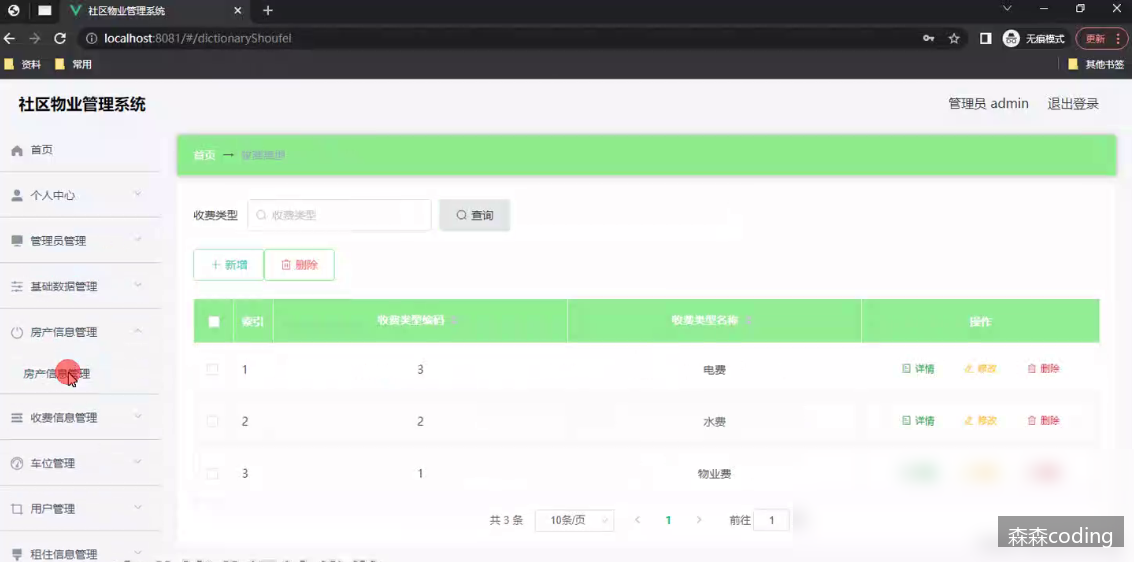 社区物业管理系统
localhost:8081/#/dictionaryShoufei
无痕模式
更新
资料
常用
其他书签
社区物业管理系统
管理员 admin
退出登录
首页
个人中心
管理员管理
基础数据管理
房产信息管理
房产信息管理
收费信息管理
车位管理
用户管理
租住信息管理
首页 → 收费类型
收费类型
收费类型
查询
新增
删除
索引 收费类型编码 收费类型名称 操作
1 3 电费 详情 修改 删除
2 2 水费 详情 修改 删除
3 1 物业费
共 3 条 10条/页 1 前往 1
森森coding